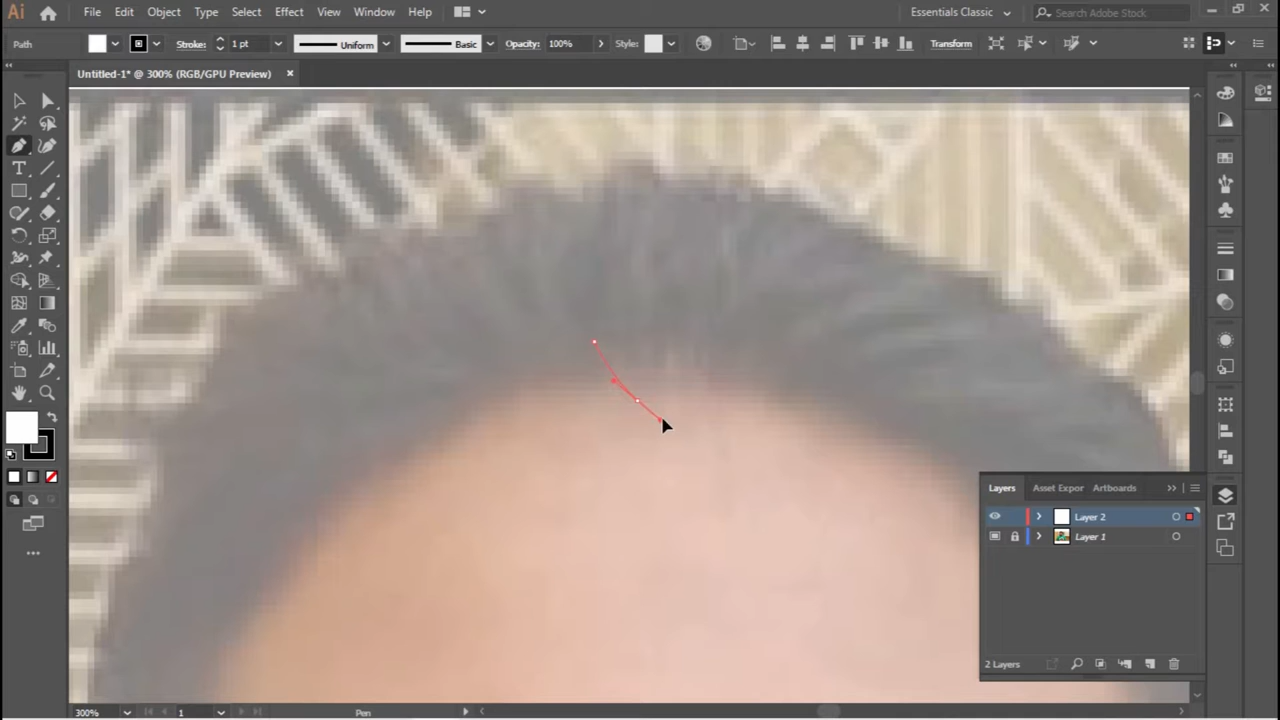 Ai File Edit Object Type Select Effect View Window Help Essentials Classic Search Adobe Stock
Path Stroke: 1 pt Uniform Basic Opacity: 100% Style: Transform
Untitled-1* @ 300% (RGB/GPU Preview)
Layers Asset Expor Artboards
Layer 2
Layer 1
2 Layers
300% 1 Pen